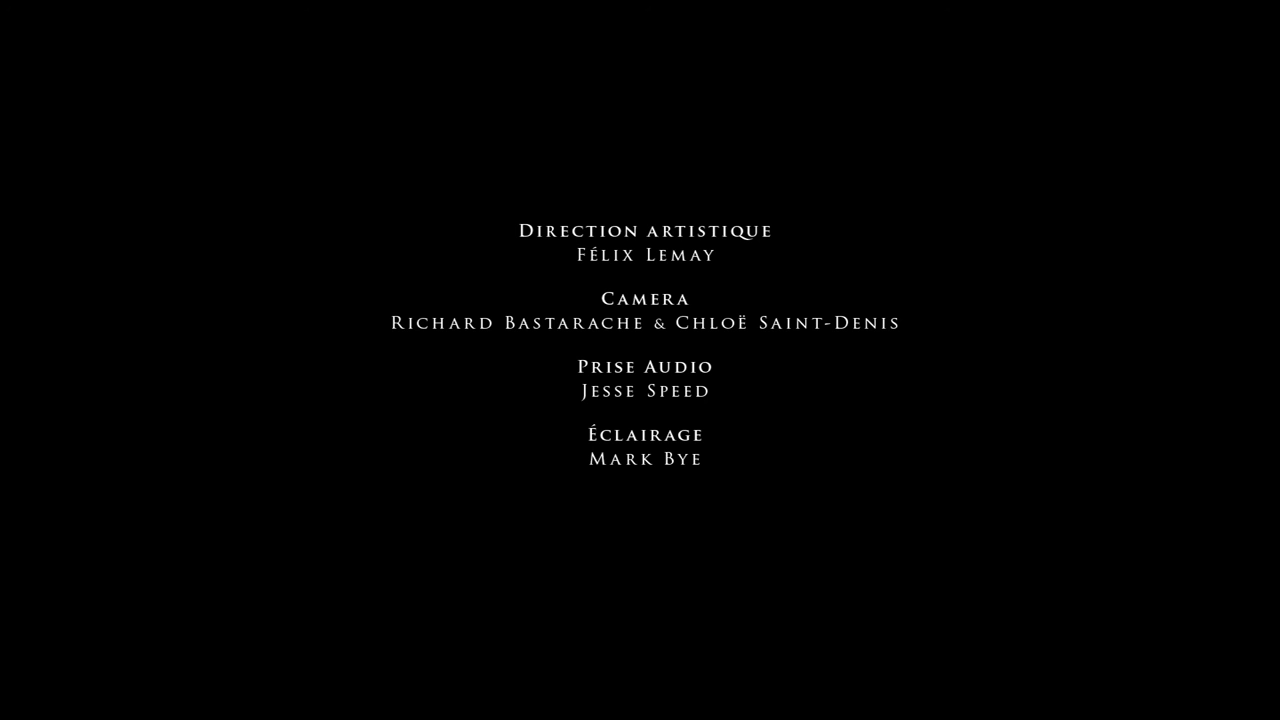 Direction artistique
Félix Lemay
Camera
Richard Bastarache & Chloë Saint-Denis
Prise Audio
Jesse Speed
Éclairage
Mark Bye